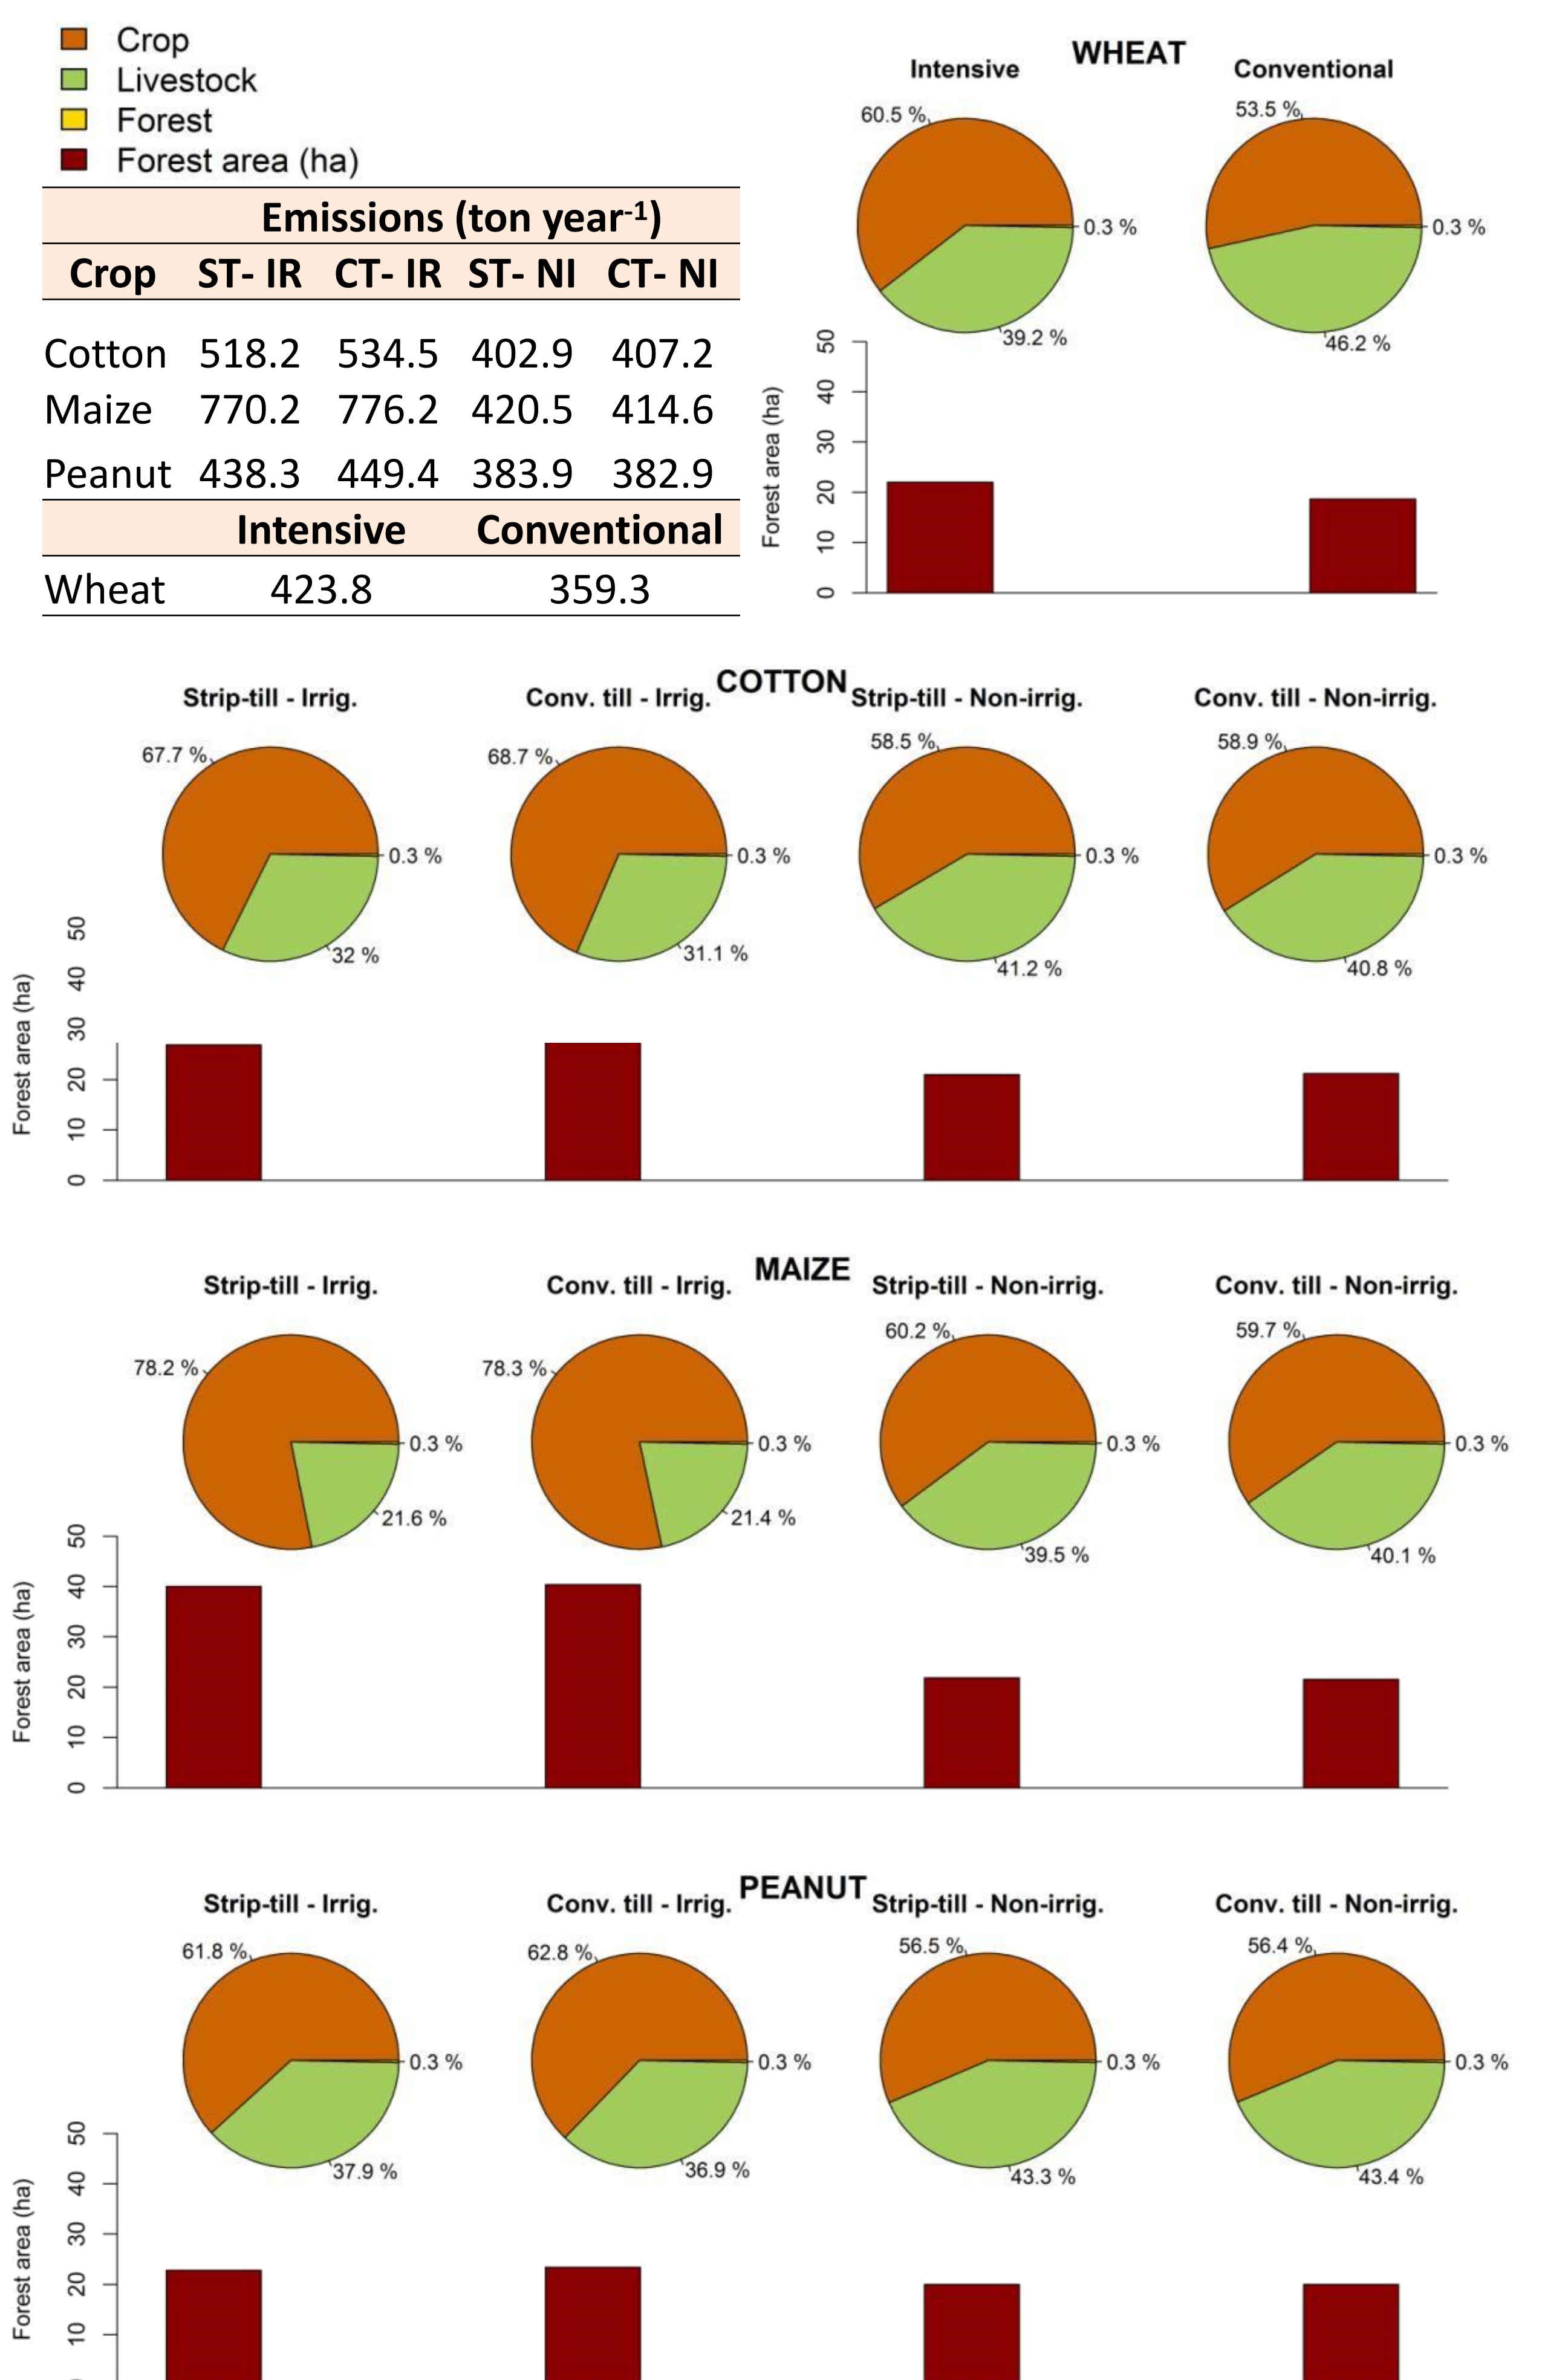 Crop
Livestock
Forest
Forest area (ha)
Emissions (ton year-1)
Crop ST- IR CT- IR ST- NI CT- NI
Cotton 518.2 534.5 402.9 407.2
Maize 770.2 776.2 420.5 414.6
Peanut 438.3 449.4 383.9 382.9
Intensive Conventional
Wheat 423.8 359.3
WHEAT
Intensive Conventional
60.5 % 53.5 %
0.3 % 0.3 %
39.2 % 46.2 %
Forest area (ha)
50
40
30
20
10
0
COTTON
Strip-till - Irrig. Conv. till - Irrig. Strip-till - Non-irrig. Conv. till - Non-irrig.
67.7 % 68.7 % 58.5 % 58.9 %
0.3 % 0.3 % 0.3 % 0.3 %
32 % 31.1 % 41.2 % 40.8 %
Forest area (ha)
50
40
30
20
10
0
MAIZE
Strip-till - Irrig. Conv. till - Irrig. Strip-till - Non-irrig. Conv. till - Non-irrig.
78.2 % 78.3 % 60.2 % 59.7 %
0.3 % 0.3 % 0.3 % 0.3 %
21.6 % 21.4 % 39.5 % 40.1 %
Forest area (ha)
50
40
30
20
10
0
PEANUT
Strip-till - Irrig. Conv. till - Irrig. Strip-till - Non-irrig. Conv. till - Non-irrig.
61.8 % 62.8 % 56.5 % 56.4 %
0.3 % 0.3 % 0.3 % 0.3 %
37.9 % 36.9 % 43.3 % 43.4 %
Forest area (ha)
50
40
30
20
10